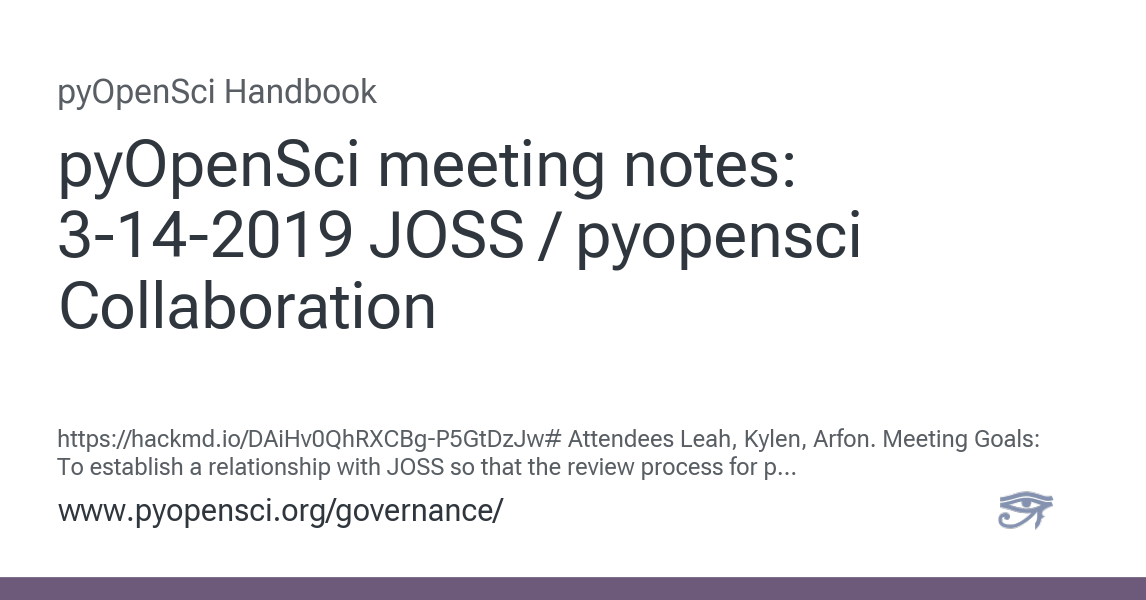 pyOpenSci Handbook
pyOpenSci meeting notes:
3-14-2019 JOSS / pyopensci
Collaboration
https://hackmd.io/DAiHv0QhRXCBg-P5GtDzJw# Attendees Leah, Kylen, Arfon. Meeting Goals:
To establish a relationship with JOSS so that the review process for p...
www.pyopensci.org/governance/